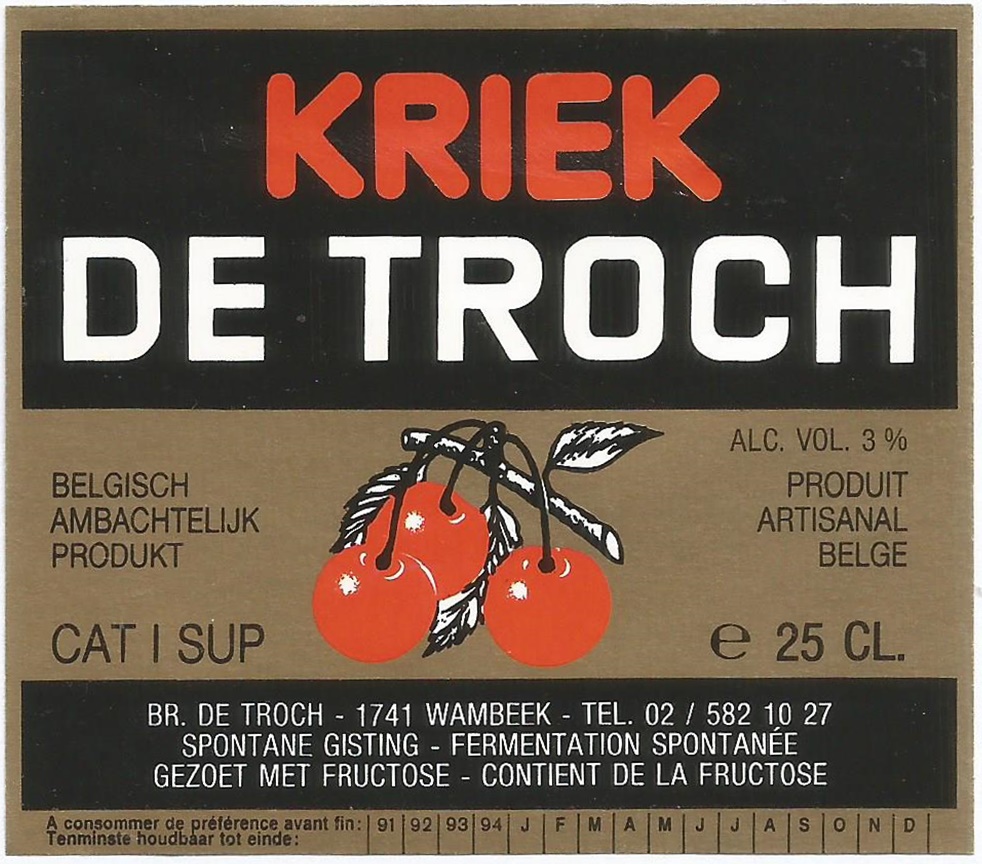 KRIEK
DE TROCH
ALC. VOL. 3 %
BELGISCH
AMBACHTELIJK
PRODUKT
PRODUIT
ARTISANAL
BELGE
CAT I SUP
e 25 CL.
BR. DE TROCH - 1741 WAMBEEK - TEL. 02 / 582 10 27
SPONTANE GISTING - FERMENTATION SPONTANÉE
GEZOET MET FRUCTOSE - CONTIENT DE LA FRUCTOSE
A consommer de préférence avant fin: | 91 | 92 | 93 | 94 | J | F | M | A | M | J | J | A | S | O | N | D |
Tenminste houdbaar tot einde: